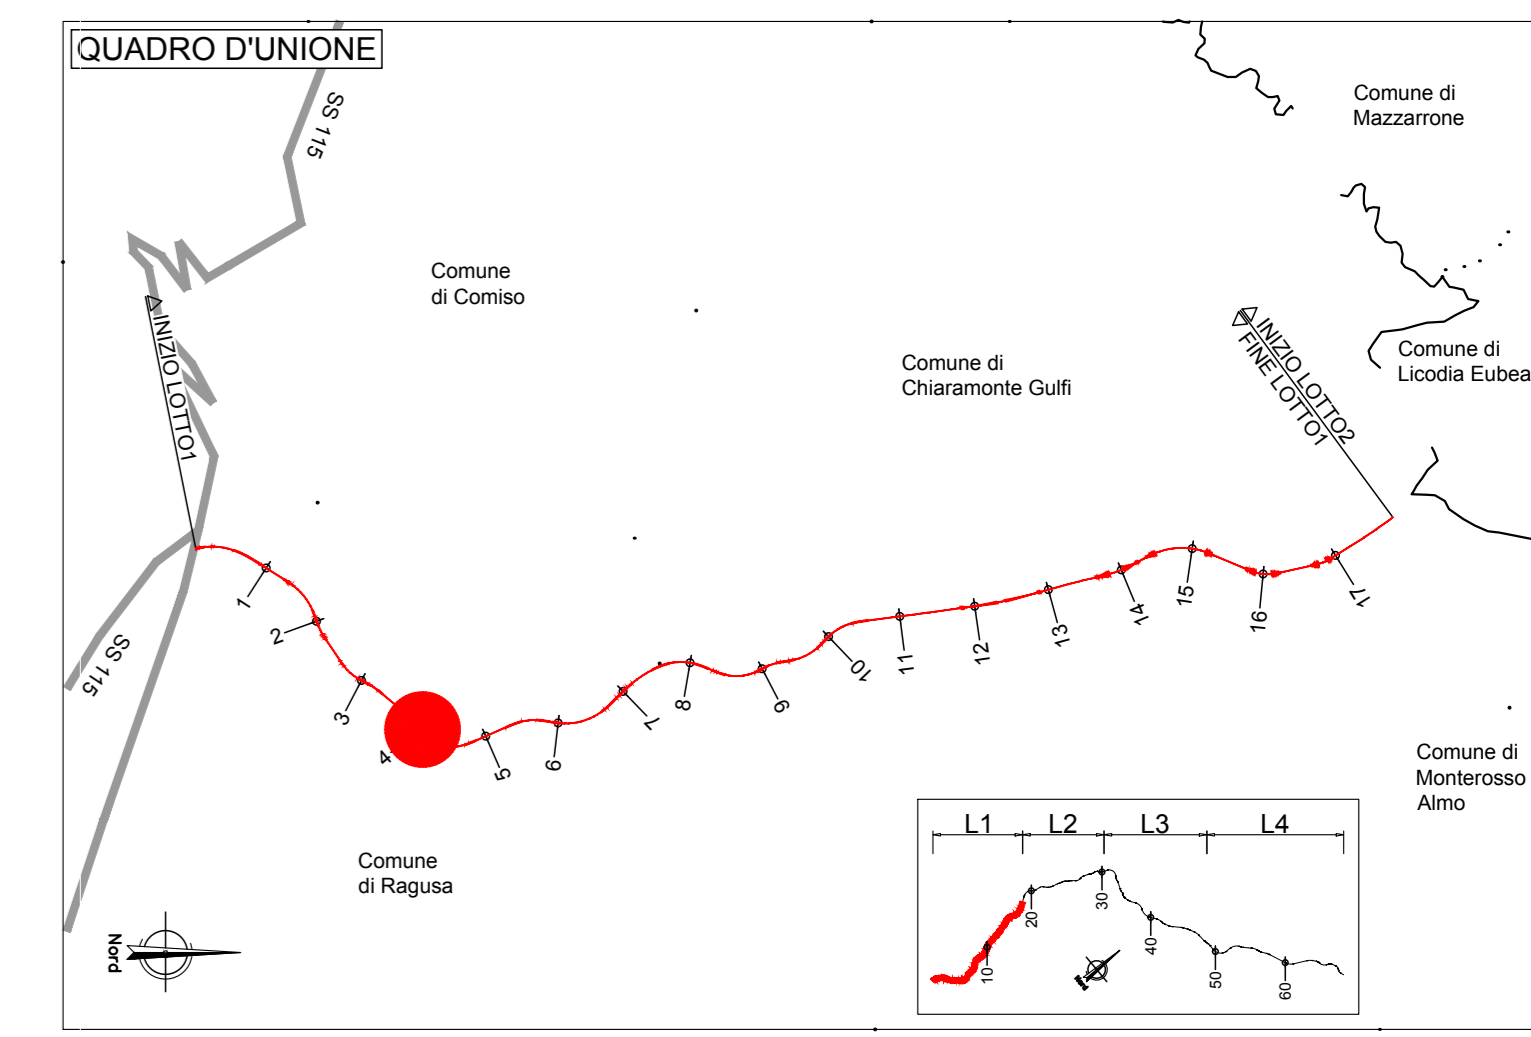 QUADRO D'UNIONE
SS 115
Comune di
Mazzarrone
Comune
di Comiso
INIZIO LOTTO1
Comune di
Chiaramonte Gulfi
INIZIO LOTTO2
FINE LOTTO1
Comune di
Licodia Eubea
SS 115
1
2
3
4
5
6
7
8
9
10
11
12
13
14
15
16
17
Comune
di Ragusa
Comune di
Monterosso
Almo
Nord
L1
L2
L3
L4
10
20
30
40
50
60